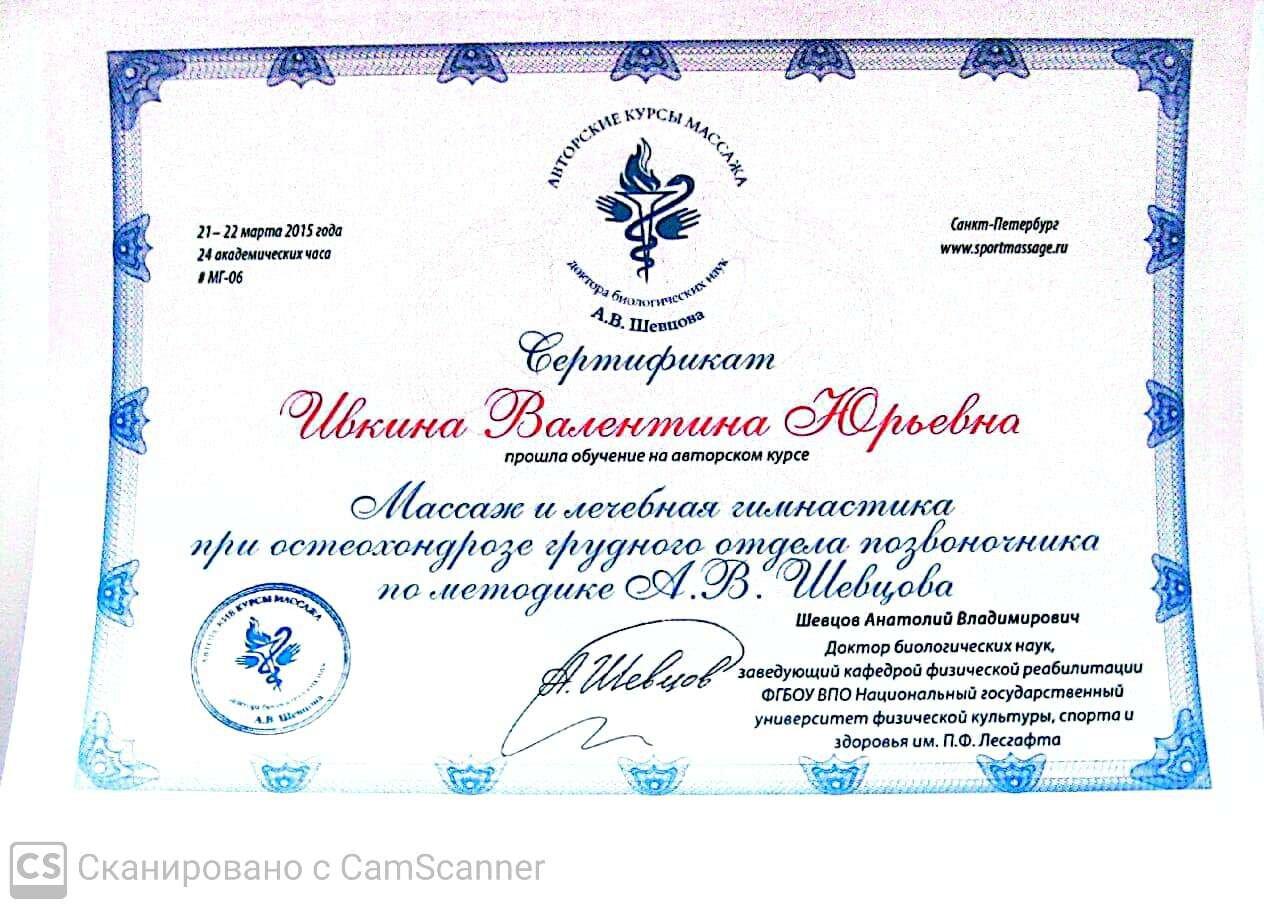 АВТОРСКИЕ КУРСЫ МАССАЖА
доктора биологических наук
А.В. Шевцова
21– 22 марта 2015 года
24 академических часа
# МГ-06
Санкт-Петербург
www.sportmassage.ru
Сертификат
Ивкина Валентина Юрьевна
прошла обучение на авторском курсе
Массаж и лечебная гимнастика
при остеохондрозе грудного отдела позвоночника
по методике А.В. Шевцова
КУРСЫ МАССАЖА
А.В. Шевцова
А. Шевцов
Шевцов Анатолий Владимирович
Доктор биологических наук,
заведующий кафедрой физической реабилитации
ФГБОУ ВПО Национальный государственный
университет физической культуры, спорта и
здоровья им. П.Ф. Лесгафта
CS Сканировано с CamScanner